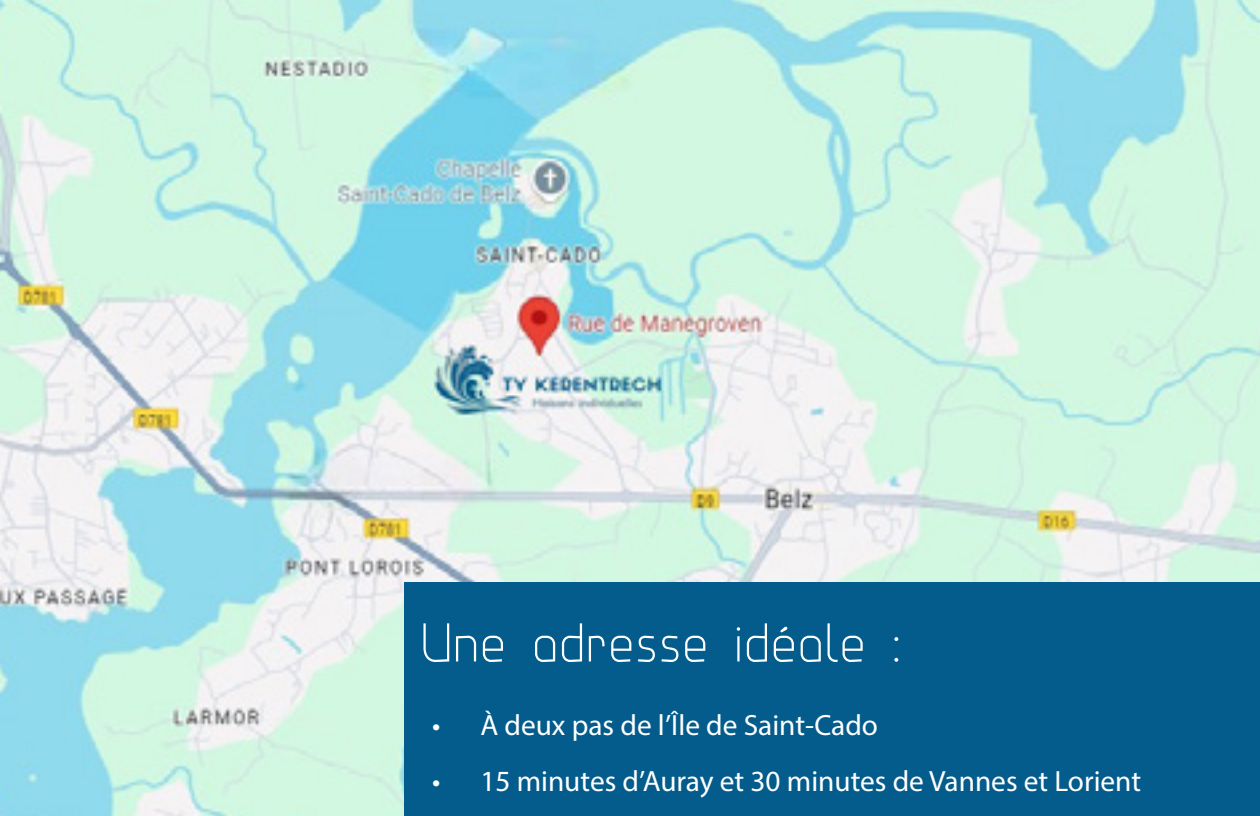 NESTADIO
Chapelle
Saint-Cado de Belz
SAINT-CADO
D781
Rue de Manegroven
TY KERENTRECH
Maisons individuelles
D781
D9
Belz
D16
D781
PONT LOROIS
UX PASSAGE
LARMOR
Une adresse idéale :
• À deux pas de l’Île de Saint-Cado
• 15 minutes d’Auray et 30 minutes de Vannes et Lorient